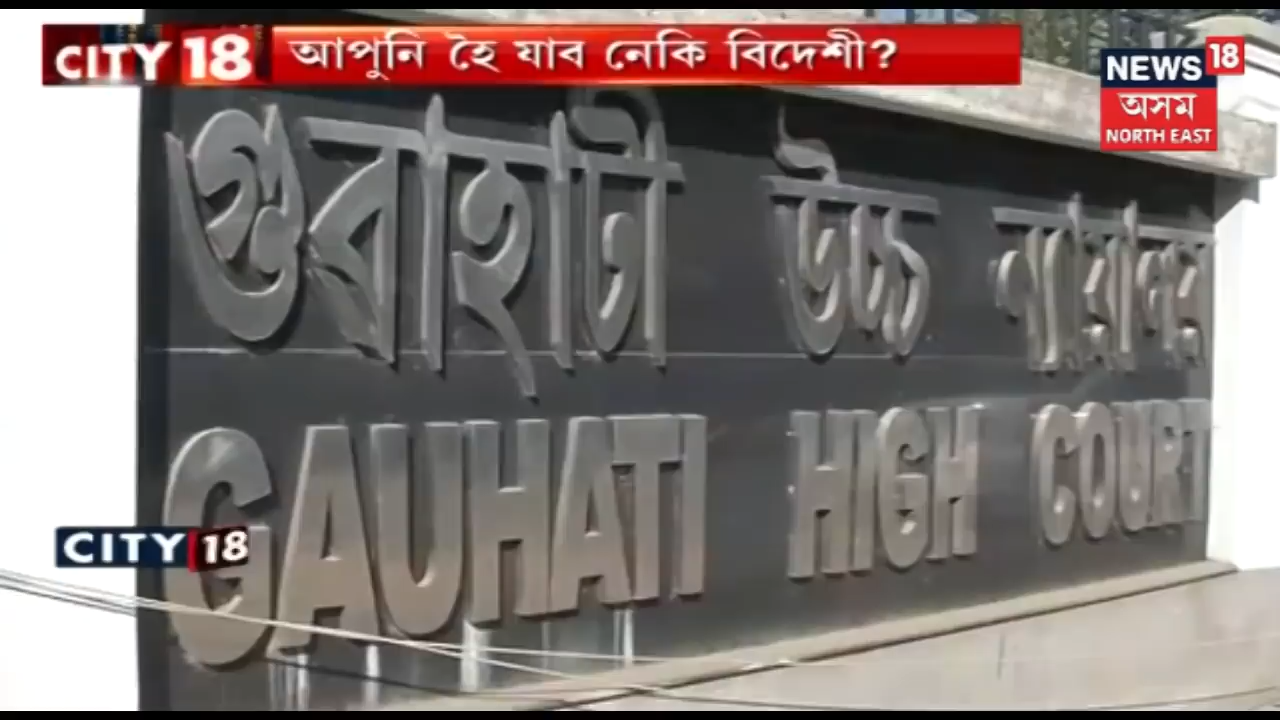 CITY 18 আপুনি হৈ যাব নেকি বিদেশী?
NEWS 18
অসম
NORTH EAST
গুৱাহাটী উচ্চ ন্যায়ালয়
GAUHATI HIGH COURT
CITY 18